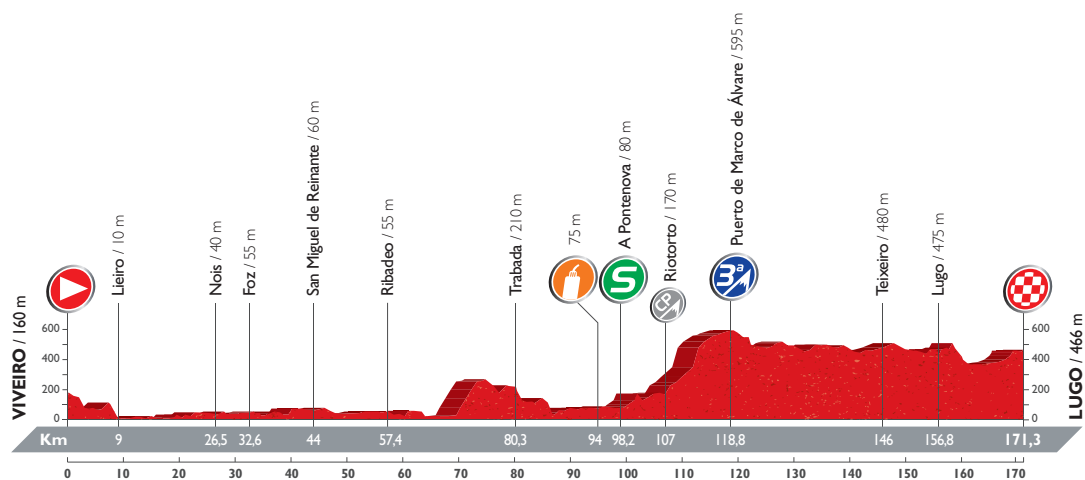 VIVEIRO / 160 m
Lieiro / 10 m
Nois / 40 m
Foz / 55 m
San Miguel de Reinante / 60 m
Ribadeo / 55 m
Trabada / 210 m
75 m
A Pontenova / 80 m
Riotorto / 170 m
Puerto de Marco de Álvare / 595 m
Teixeiro / 480 m
Lugo / 475 m
LUGO / 466 m
S
CP
3ª
600
400
200
0
600
400
200
0
Km 9 26,5 32,6 44 57,4 80,3 94 98,2 107 118,8 146 156,8 171,3
0 10 20 30 40 50 60 70 80 90 100 110 120 130 140 150 160 170